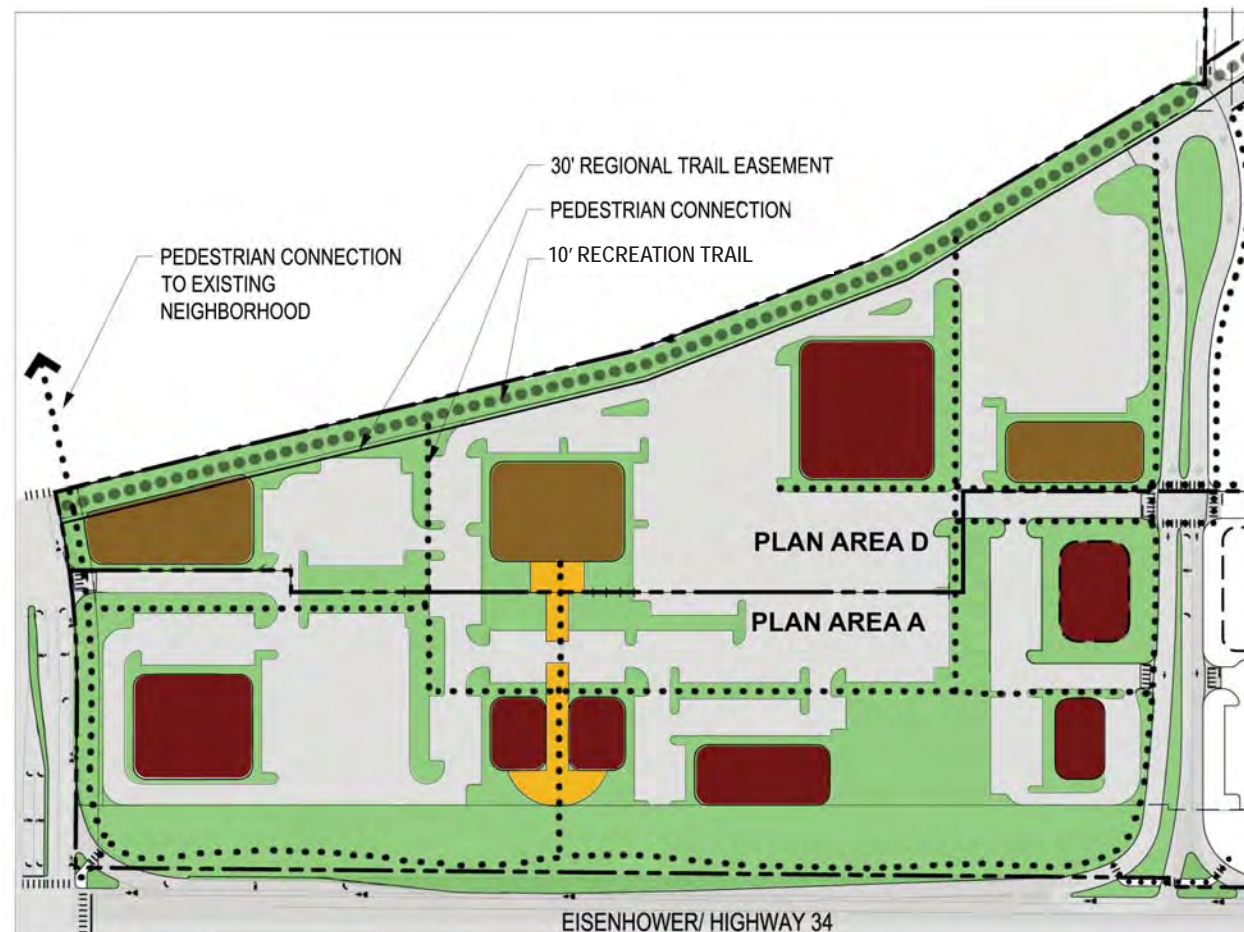 30' REGIONAL TRAIL EASEMENT
PEDESTRIAN CONNECTION
10' RECREATION TRAIL
PEDESTRIAN CONNECTION
TO EXISTING
NEIGHBORHOOD
PLAN AREA D
PLAN AREA A
EISENHOWER/ HIGHWAY 34